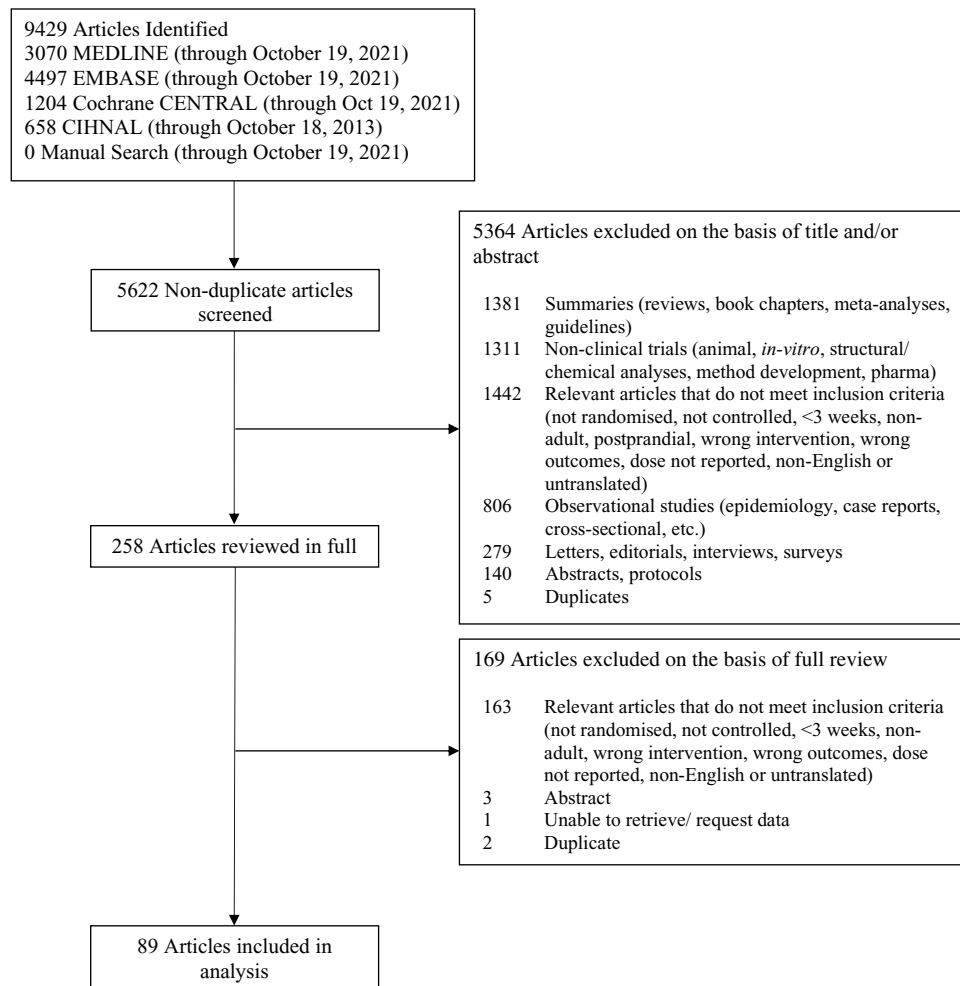 9429 Articles Identified
3070 MEDLINE (through October 19, 2021)
4497 EMBASE (through October 19, 2021)
1204 Cochrane CENTRAL (through Oct 19, 2021)
658 CIHNAL (through October 18, 2013)
0 Manual Search (through October 19, 2021)
5622 Non-duplicate articles
screened
5364 Articles excluded on the basis of title and/or
abstract
1381 Summaries (reviews, book chapters, meta-analyses,
guidelines)
1311 Non-clinical trials (animal, in-vitro, structural/
chemical analyses, method development, pharma)
1442 Relevant articles that do not meet inclusion criteria
(not randomised, not controlled, <3 weeks, non-
adult, postprandial, wrong intervention, wrong
outcomes, dose not reported, non-English or
untranslated)
806 Observational studies (epidemiology, case reports,
cross-sectional, etc.)
279 Letters, editorials, interviews, surveys
140 Abstracts, protocols
5 Duplicates
258 Articles reviewed in full
169 Articles excluded on the basis of full review
163 Relevant articles that do not meet inclusion criteria
(not randomised, not controlled, <3 weeks, non-
adult, wrong intervention, wrong outcomes, dose
not reported, non-English or untranslated)
3 Abstract
1 Unable to retrieve/ request data
2 Duplicate
89 Articles included in
analysis